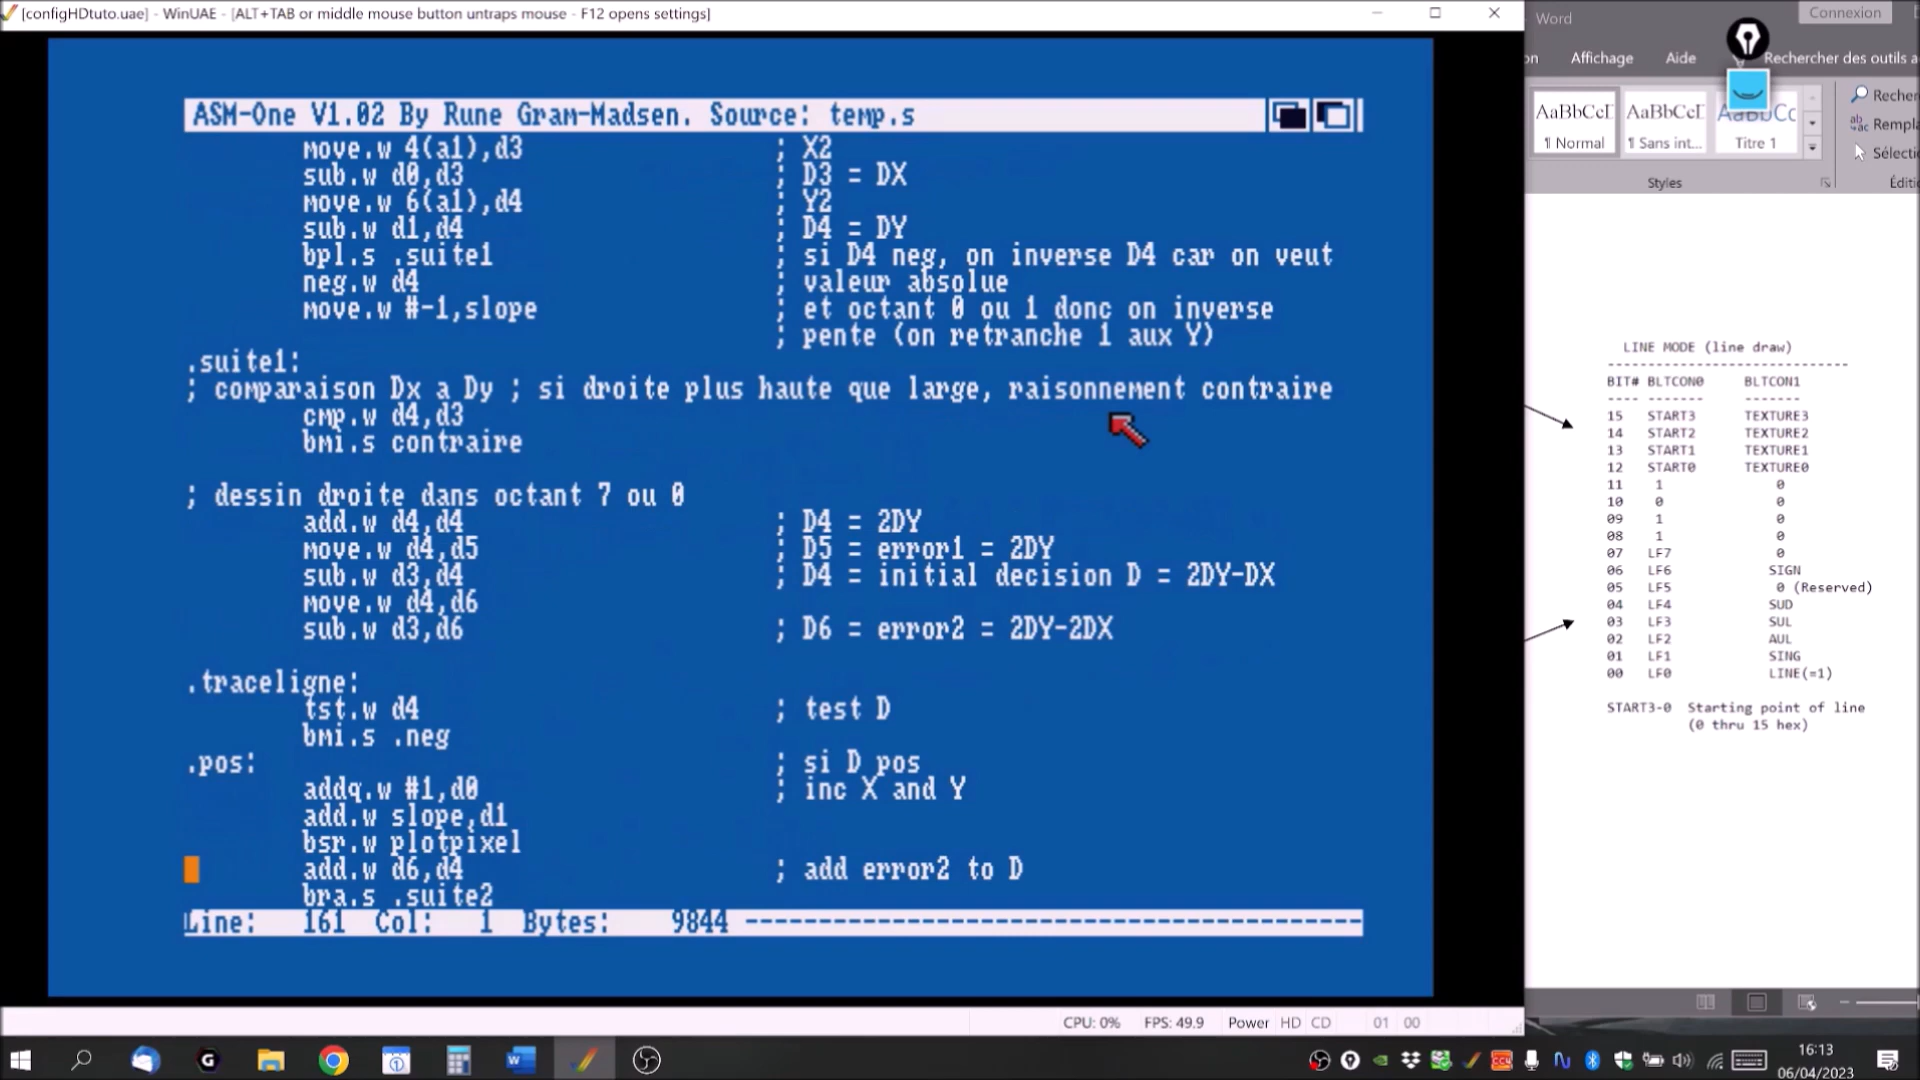 [configHDtuto.uae] - WinUAE - [ALT+TAB or middle mouse button untraps mouse - F12 opens settings]
ASM-One V1.02 By Rune Gram-Madsen. Source: temp.s
move.w 4(a1),d3 ; X2
sub.w d0,d3 ; D3 = DX
move.w 6(a1),d4 ; Y2
sub.w d1,d4 ; D4 = DY
bpl.s .suite1 ; si D4 neg, on inverse D4 car on veut
neg.w d4 ; valeur absolue
move.w #-1,slope ; et octant 0 ou 1 donc on inverse
; pente (on retranche 1 aux Y)
.suite1:
; comparaison Dx a Dy ; si droite plus haute que large, raisonnement contraire
cmp.w d4,d3
bmi.s contraire
; dessin droite dans octant 7 ou 0
add.w d4,d4 ; D4 = 2DY
move.w d4,d5 ; D5 = error1 = 2DY
sub.w d3,d4 ; D4 = initial decision D = 2DY-DX
move.w d4,d6
sub.w d3,d6 ; D6 = error2 = 2DY-2DX
.traceligne:
tst.w d4 ; test D
bmi.s .neg
.pos: ; si D pos
addq.w #1,d0 ; inc X and Y
add.w slope,d1
bsr.w plotpixel
add.w d6,d4 ; add error2 to D
bra.s .suite2
Line: 161 Col: 1 Bytes: 9844 ------------------------------------------
CPU: 0% FPS: 49.9 Power HD CD 01 00
Word
Connexion
Affichage Aide Rechercher des outils a
AaBbCcD AaBbCcD AaBbCc
¶ Normal ¶ Sans int... Titre 1
Recher
Rempla
Sélecti
Styles
Éditi
LINE MODE (line draw)
-------------------------------
BIT# BLTCON0 BLTCON1
---- ------- -------
15 START3 TEXTURE3
14 START2 TEXTURE2
13 START1 TEXTURE1
12 START0 TEXTURE0
11 1 0
10 0 0
09 1 0
08 1 0
07 LF7 0
06 LF6 SIGN
05 LF5 0 (Reserved)
04 LF4 SUD
03 LF3 SUL
02 LF2 AUL
01 LF1 SING
00 LF0 LINE(=1)
START3-0 Starting point of line
(0 thru 15 hex)
16:13
06/04/2023